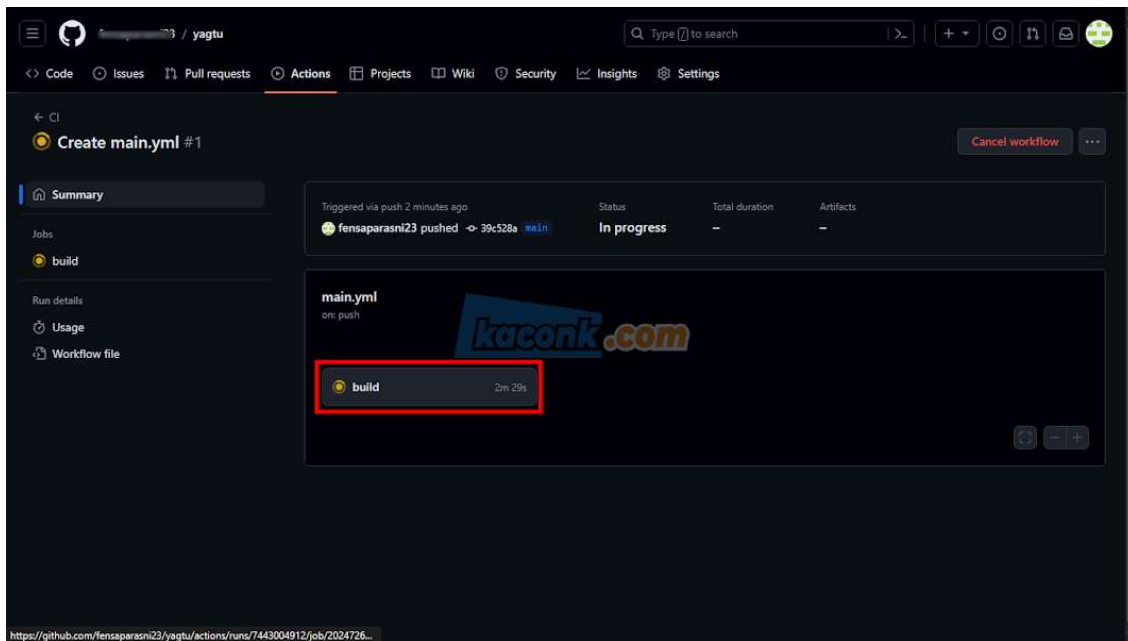 / yagtu
Type / to search
Code Issues Pull requests Actions Projects Wiki Security Insights Settings
← CI
Create main.yml #1
Cancel workflow
Summary
Triggered via push 2 minutes ago Status Total duration Artifacts
fensaparasni23 pushed 39c528a main In progress – –
Jobs
build
main.yml
on: push
Run details
Usage
Workflow file
kaconk.com
build 2m 29s
https://github.com/fensaparasni23/yagtu/actions/runs/7443004912/job/2024726...